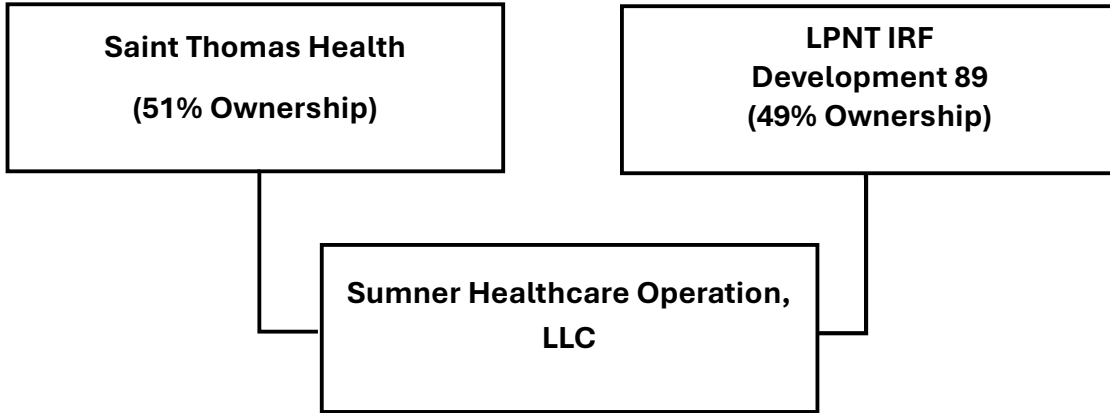 Saint Thomas Health
(51% Ownership)
LPNT IRF
Development 89
(49% Ownership)
Sumner Healthcare Operation,
LLC